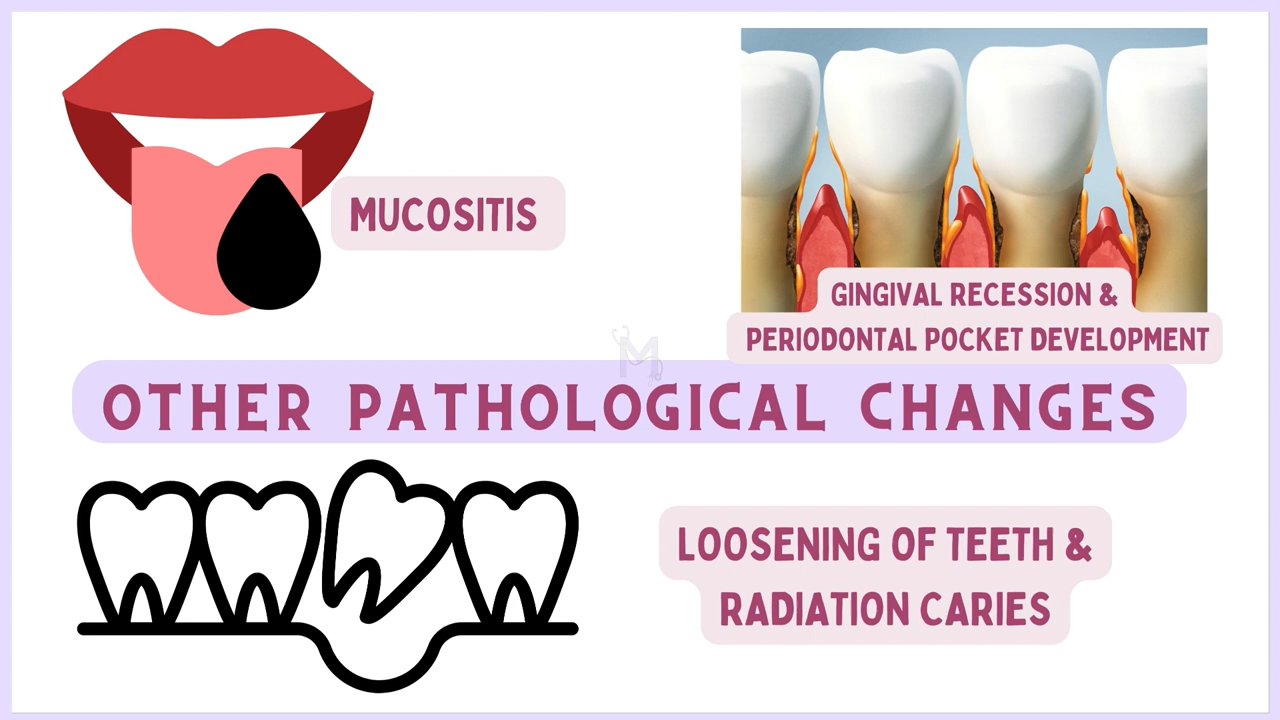 MUCOSITIS
GINGIVAL RECESSION &
PERIODONTAL POCKET DEVELOPMENT
M
OTHER PATHOLOGICAL CHANGES
LOOSENING OF TEETH &
RADIATION CARIES